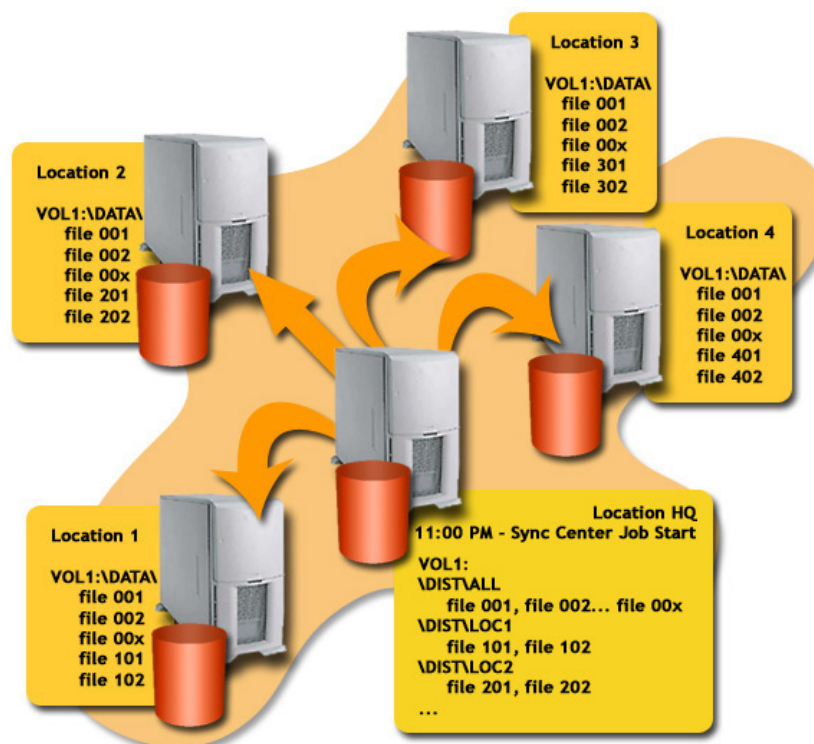 Location 3
VOL1:\DATA\
file 001
file 002
file 00x
file 301
file 302
Location 2
VOL1:\DATA\
file 001
file 002
file 00x
file 201
file 202
Location 4
VOL1:\DATA\
file 001
file 002
file 00x
file 401
file 402
Location 1
VOL1:\DATA\
file 001
file 002
file 00x
file 101
file 102
Location HQ
11:00 PM - Sync Center Job Start
VOL1:
\DIST\ALL
file 001, file 002... file 00x
\DIST\LOC1
file 101, file 102
\DIST\LOC2
file 201, file 202
...